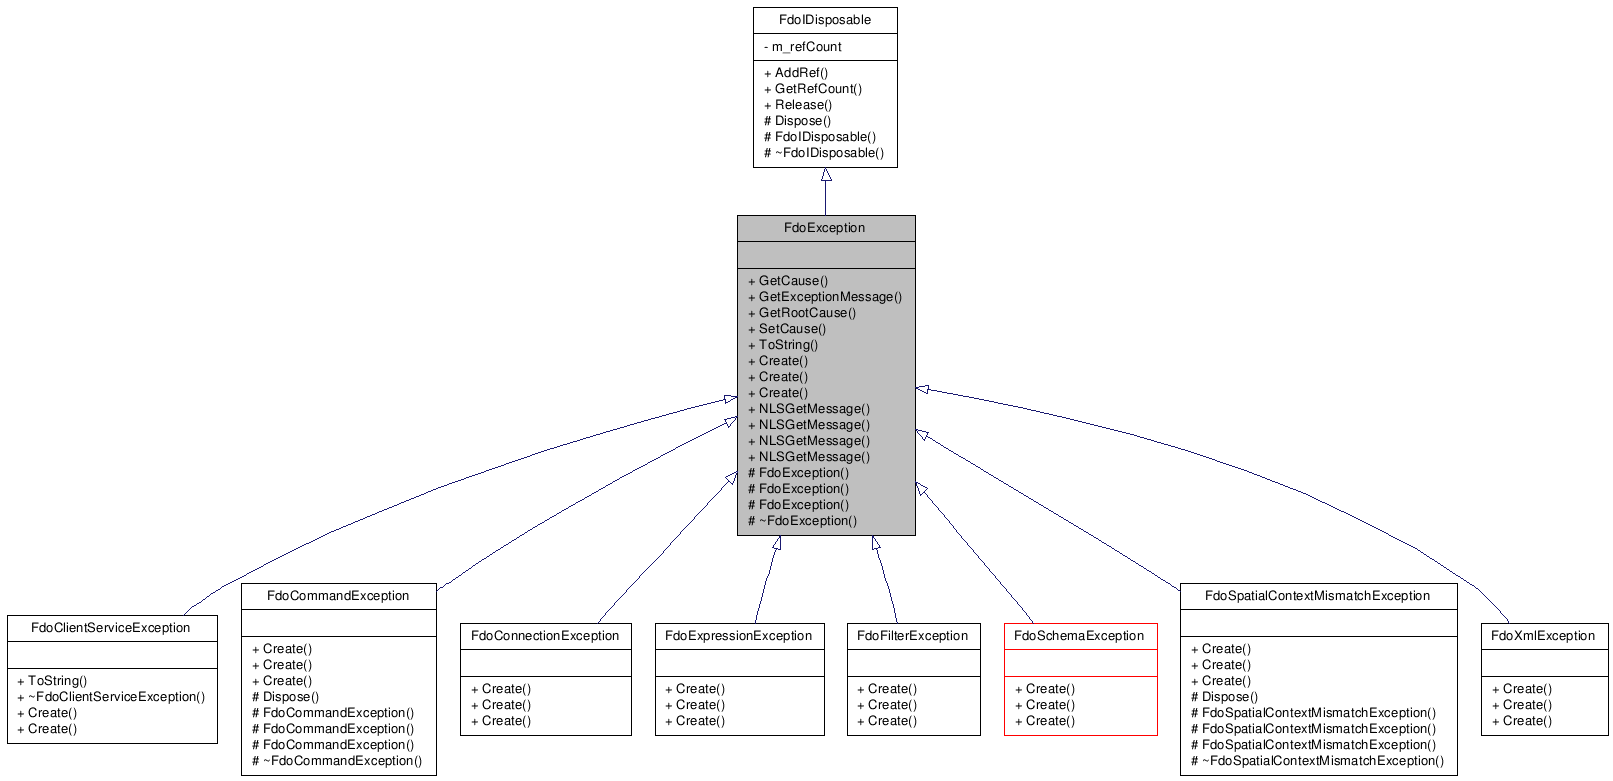 FdoIDisposable
- m_refCount
+ AddRef()
+ GetRefCount()
+ Release()
# Dispose()
# FdoIDisposable()
# ~FdoIDisposable()
FdoException
+ GetCause()
+ GetExceptionMessage()
+ GetRootCause()
+ SetCause()
+ ToString()
+ Create()
+ Create()
+ Create()
+ NLSGetMessage()
+ NLSGetMessage()
+ NLSGetMessage()
+ NLSGetMessage()
# FdoException()
# FdoException()
# FdoException()
# ~FdoException()
FdoClientServiceException
+ ToString()
+ ~FdoClientServiceException()
+ Create()
+ Create()
FdoCommandException
+ Create()
+ Create()
+ Create()
# Dispose()
# FdoCommandException()
# FdoCommandException()
# FdoCommandException()
# ~FdoCommandException()
FdoConnectionException
+ Create()
+ Create()
+ Create()
FdoExpressionException
+ Create()
+ Create()
+ Create()
FdoFilterException
+ Create()
+ Create()
+ Create()
FdoSchemaException
+ Create()
+ Create()
+ Create()
FdoSpatialContextMismatchException
+ Create()
+ Create()
+ Create()
# Dispose()
# FdoSpatialContextMismatchException()
# FdoSpatialContextMismatchException()
# FdoSpatialContextMismatchException()
# ~FdoSpatialContextMismatchException()
FdoXmlException
+ Create()
+ Create()
+ Create()